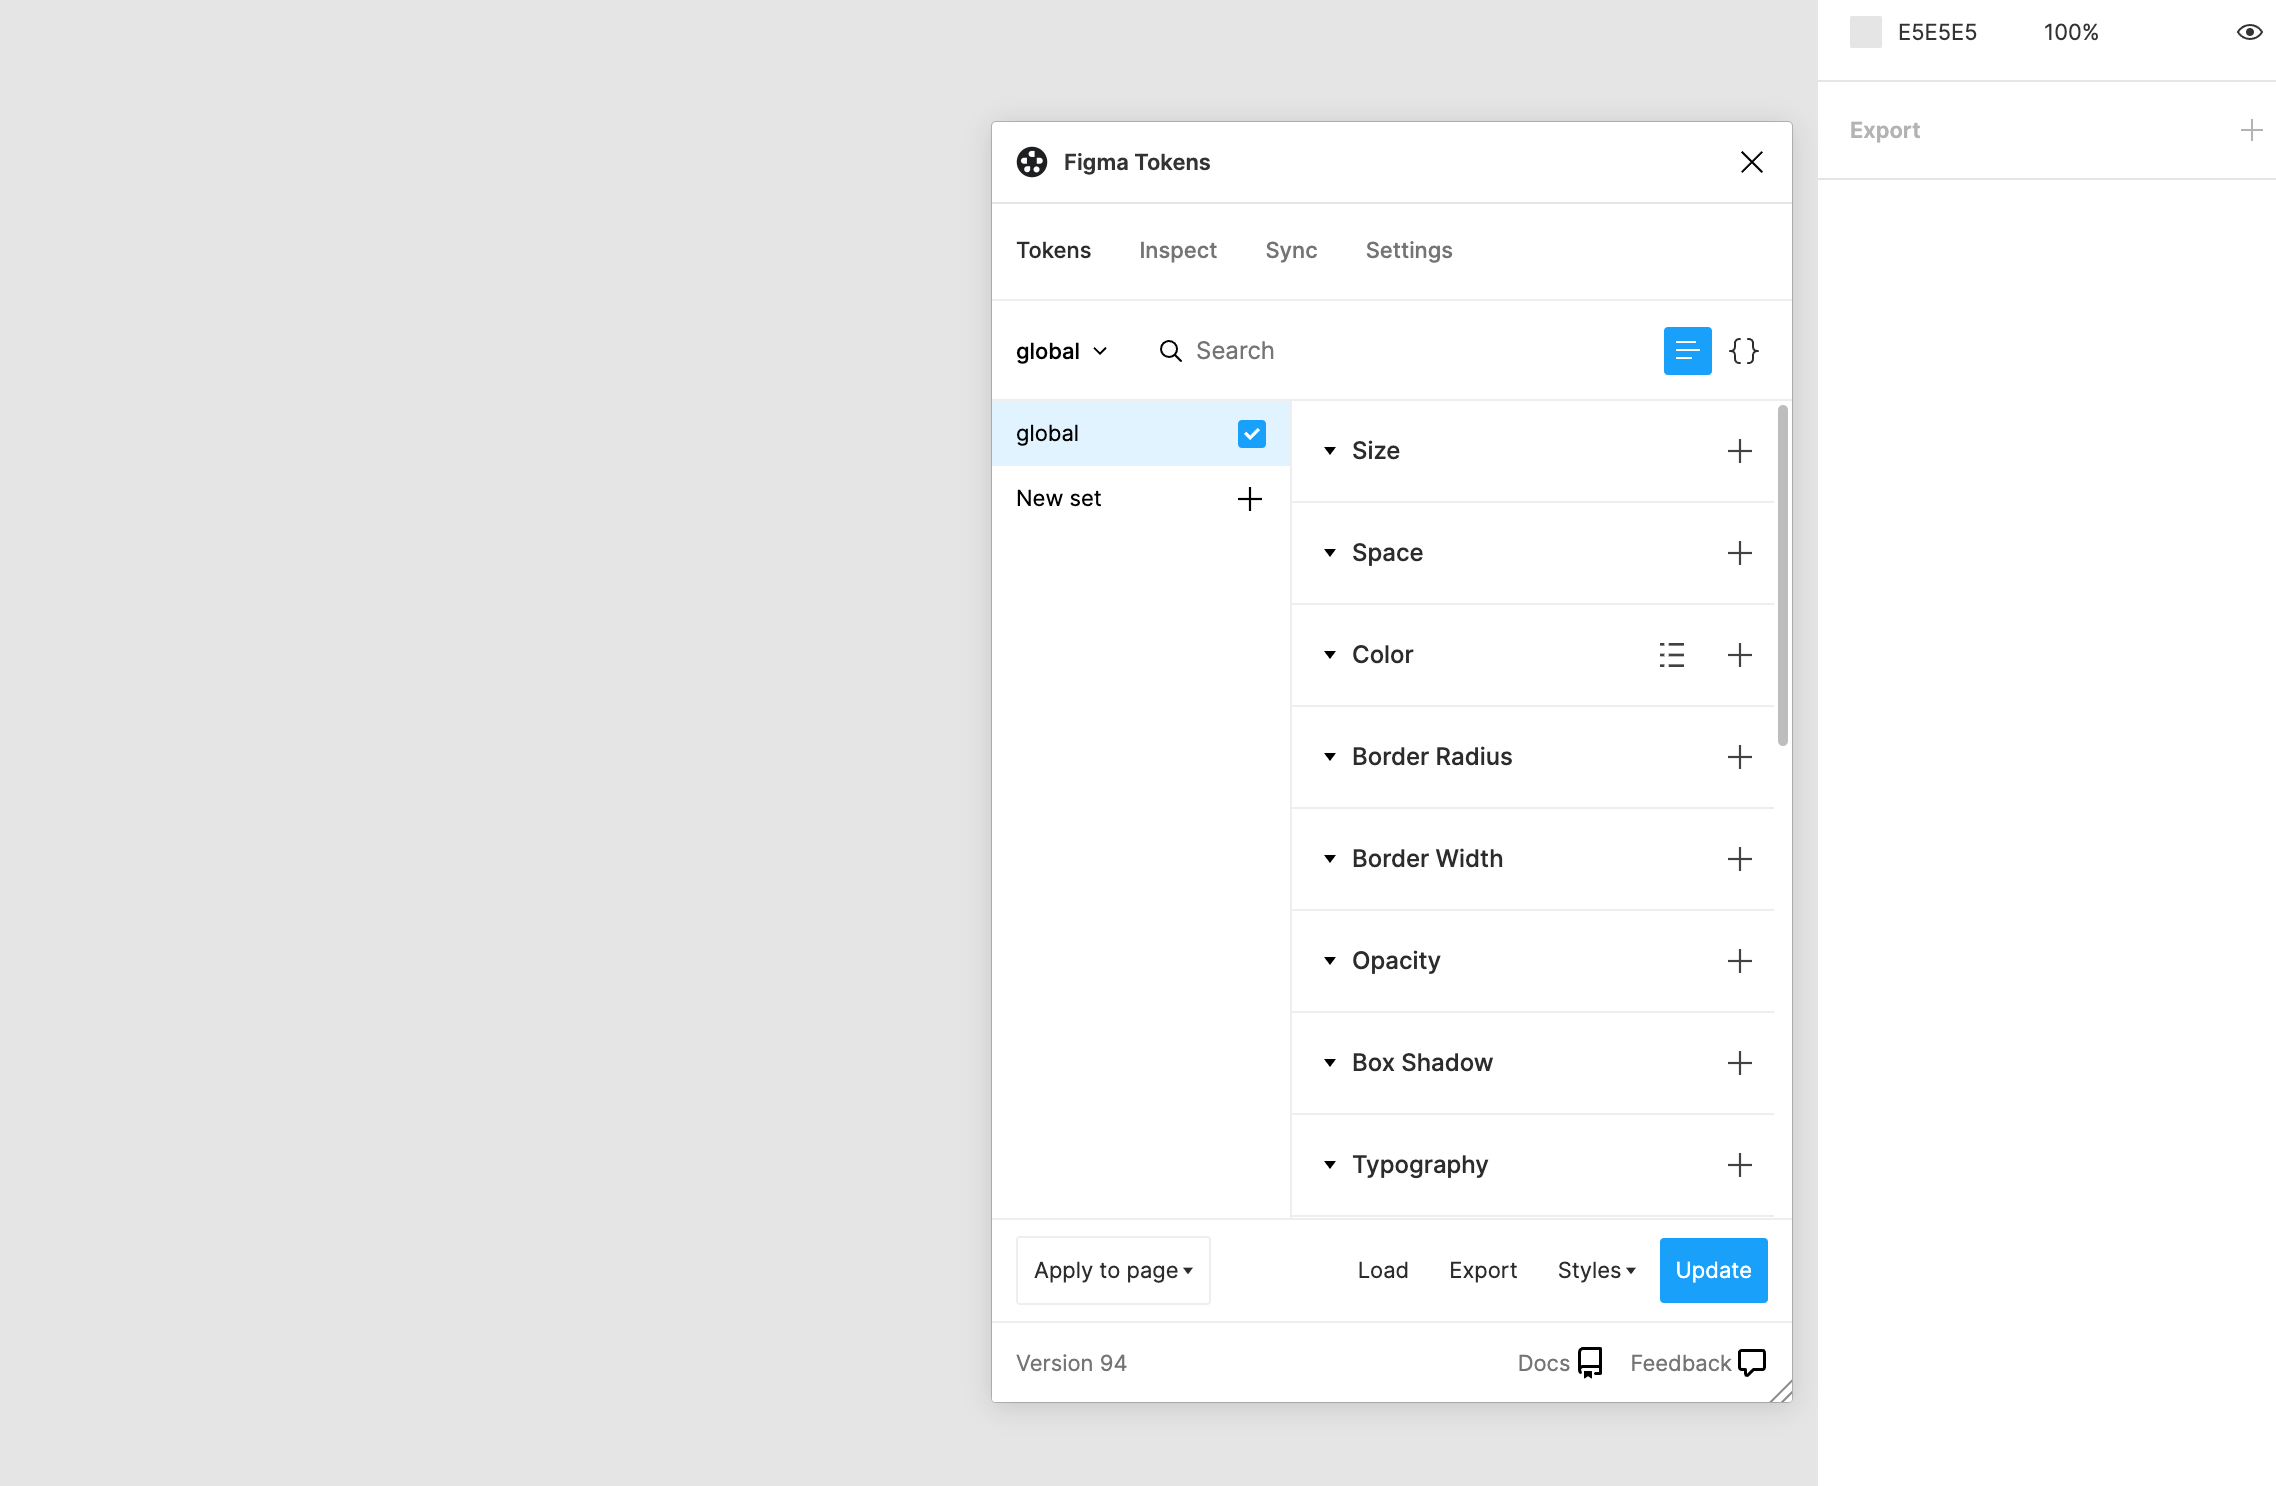 E5E5E5 100%
Export
Figma Tokens
Tokens Inspect Sync Settings
global Search {}
global
New set
Size
Space
Color
Border Radius
Border Width
Opacity
Box Shadow
Typography
Apply to page Load Export Styles Update
Version 94 Docs Feedback